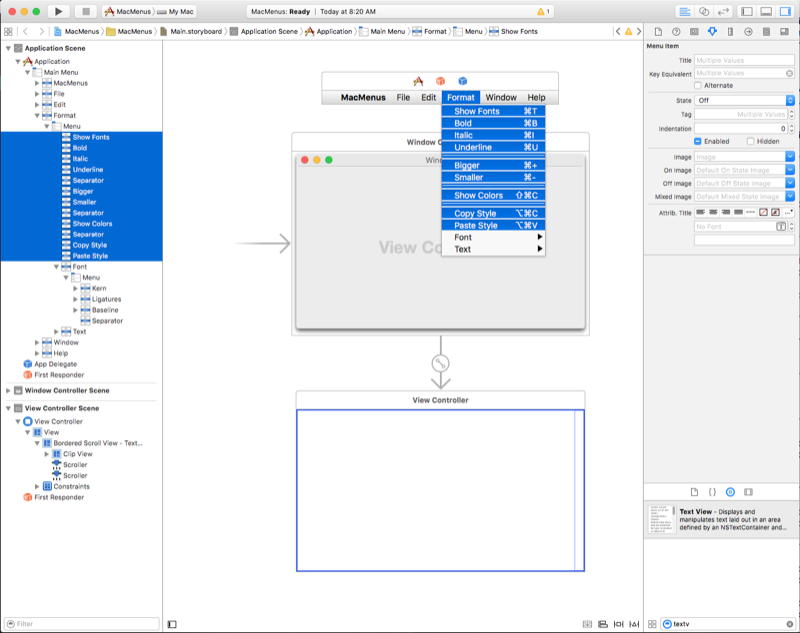 MacMenus
My Mac
MacMenus: Ready | Today at 8:20 AM
1
MacMenus
MacMenus
Main.storyboard
Application Scene
Application
Main Menu
Format
Menu
Show Fonts
Application Scene
Application
Main Menu
MacMenus
File
Edit
Format
Menu
Show Fonts
Bold
Italic
Underline
Separator
Bigger
Smaller
Separator
Show Colors
Separator
Copy Style
Paste Style
Font
Menu
Kern
Ligatures
Baseline
Separator
Text
Window
Help
App Delegate
First Responder
Window Controller Scene
View Controller Scene
View Controller
View
Bordered Scroll View - Text...
Clip View
Scroller
Scroller
Constraints
First Responder
Filter
MacMenus File Edit Format Window Help
Show Fonts ⌘T
Bold ⌘B
Italic ⌘I
Underline ⌘U
Bigger ⌘+
Smaller ⌘-
Show Colors ⇧⌘C
Copy Style ⌥⌘C
Paste Style ⌥⌘V
Font
Text
Window C
Win
View Co
View Controller
Menu Item
Title Multiple Values
Key Equivalent Multiple Values
Alternate
State Off
Tag Multiple Values
Indentation 0
Enabled Hidden
Image Image
On Image Default On State Image
Off Image Default Off State Image
Mixed Image Default Mixed State Image
Attrib. Title
No Font
Text View - Displays and
manipulates text laid out in an area
defined by an NSTextContainer and...
textv